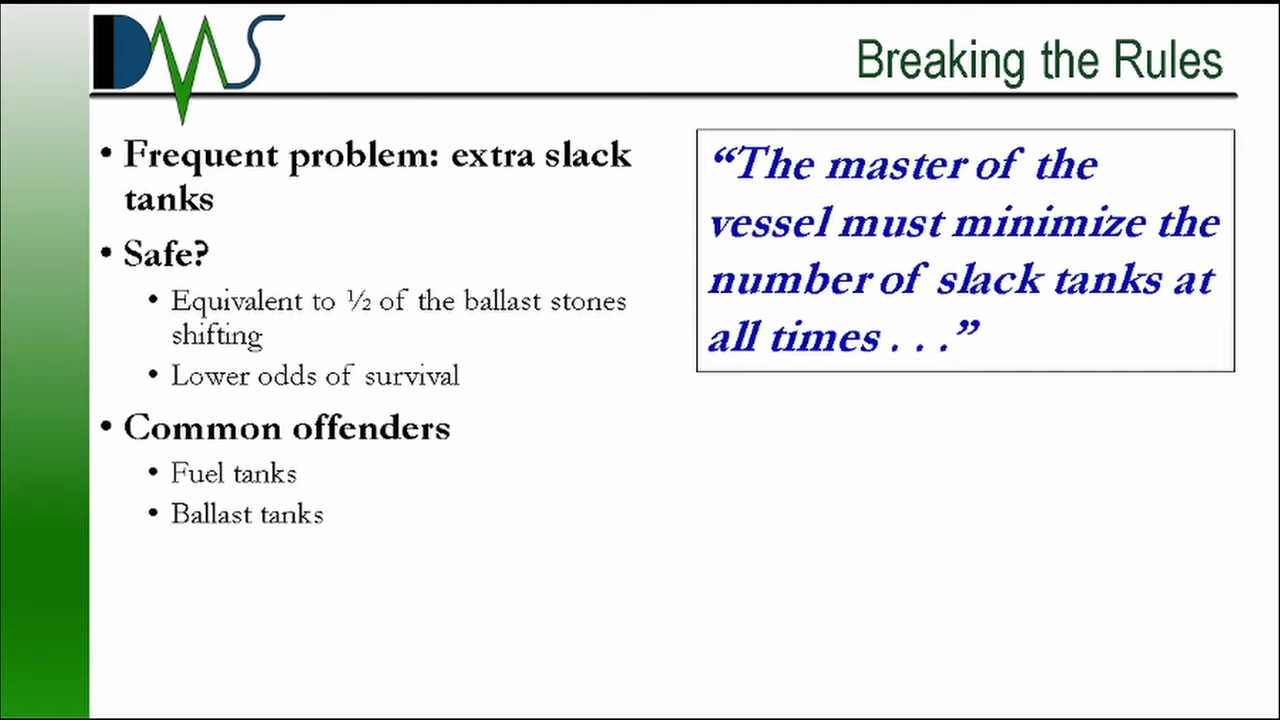 DMS
Breaking the Rules
• Frequent problem: extra slack
tanks
• Safe?
• Equivalent to ½ of the ballast stones
shifting
• Lower odds of survival
• Common offenders
• Fuel tanks
• Ballast tanks
“The master of the
vessel must minimize the
number of slack tanks at
all times . . .”